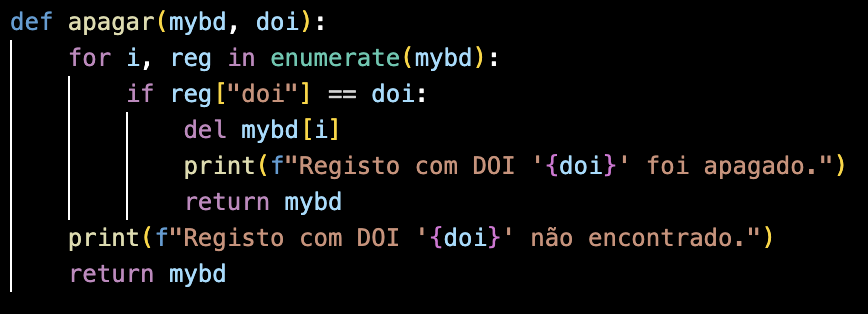 def apagar(mybd, doi):
    for i, reg in enumerate(mybd):
        if reg["doi"] == doi:
            del mybd[i]
            print(f"Registo com DOI '{doi}' foi apagado.")
            return mybd
    print(f"Registo com DOI '{doi}' não encontrado.")
    return mybd